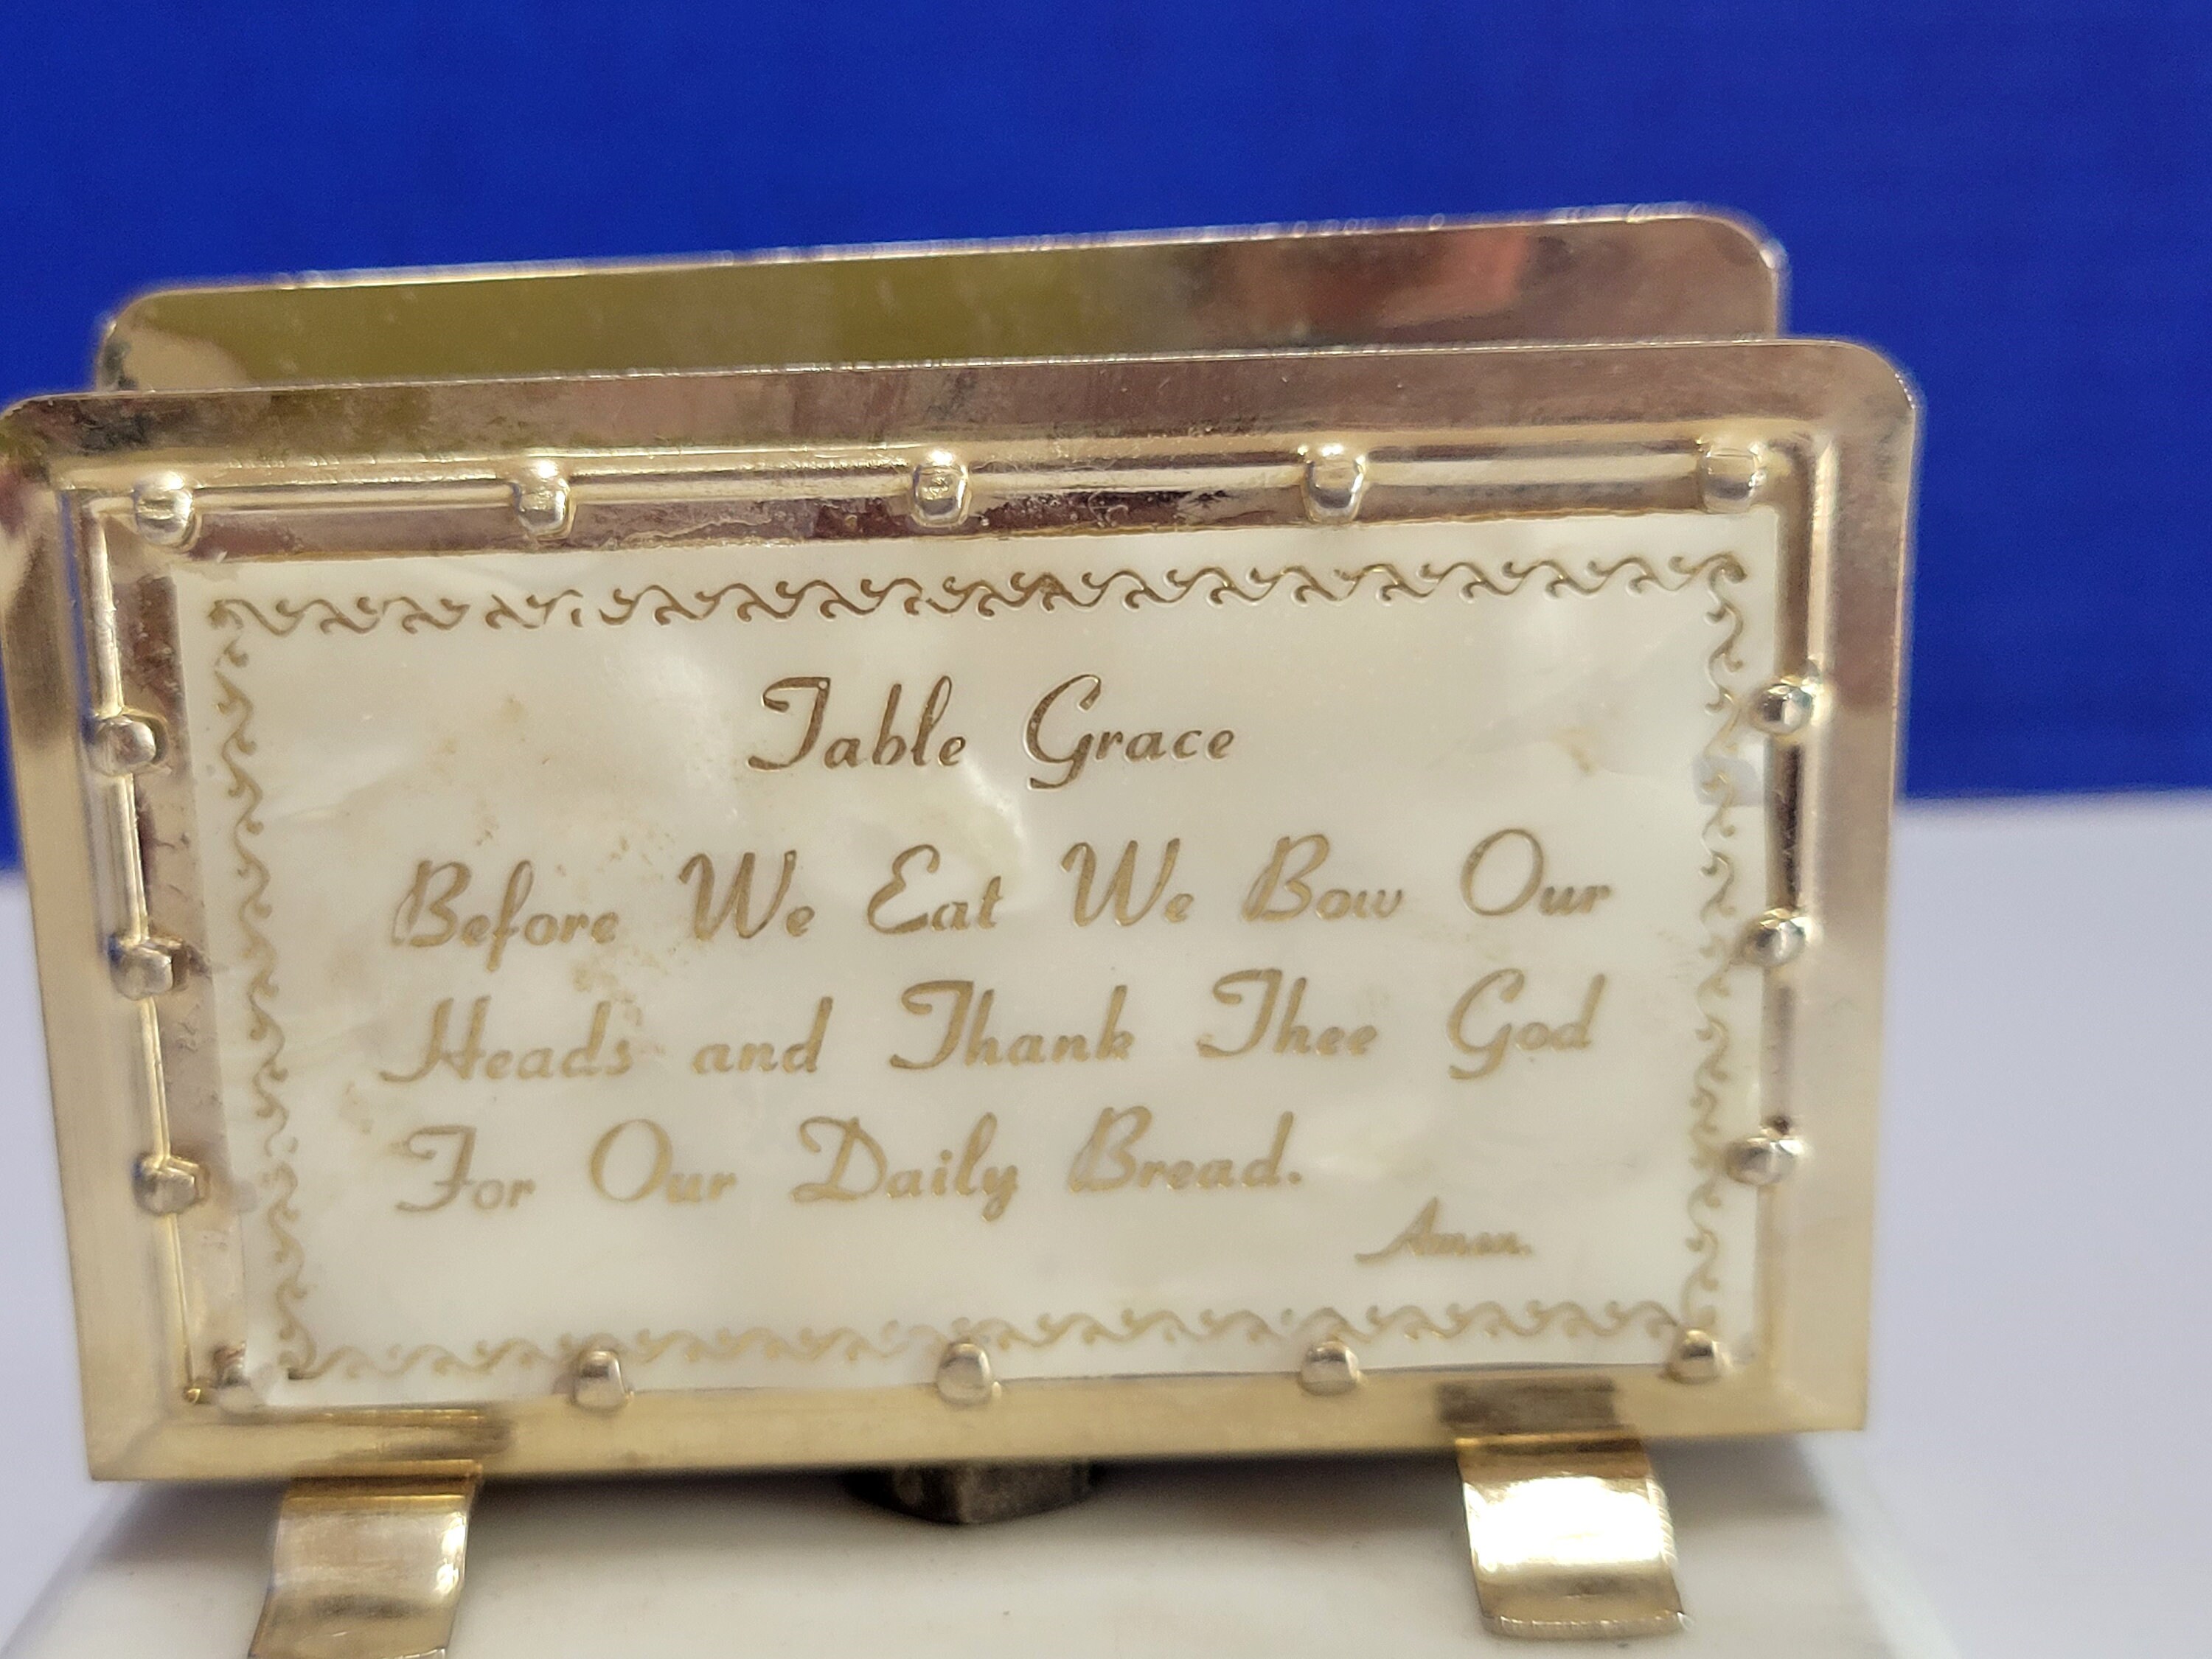 Table Grace
Before We Eat We Bow Our
Heads and Thank Thee God
For Our Daily Bread.
Amen.